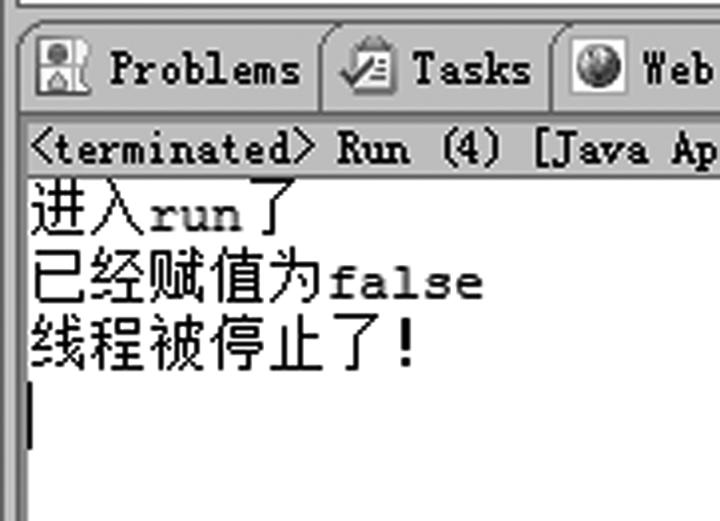 Problems Tasks Web
<terminated> Run (4) [Java Ap
进入run了
已经赋值为false
线程被停止了!